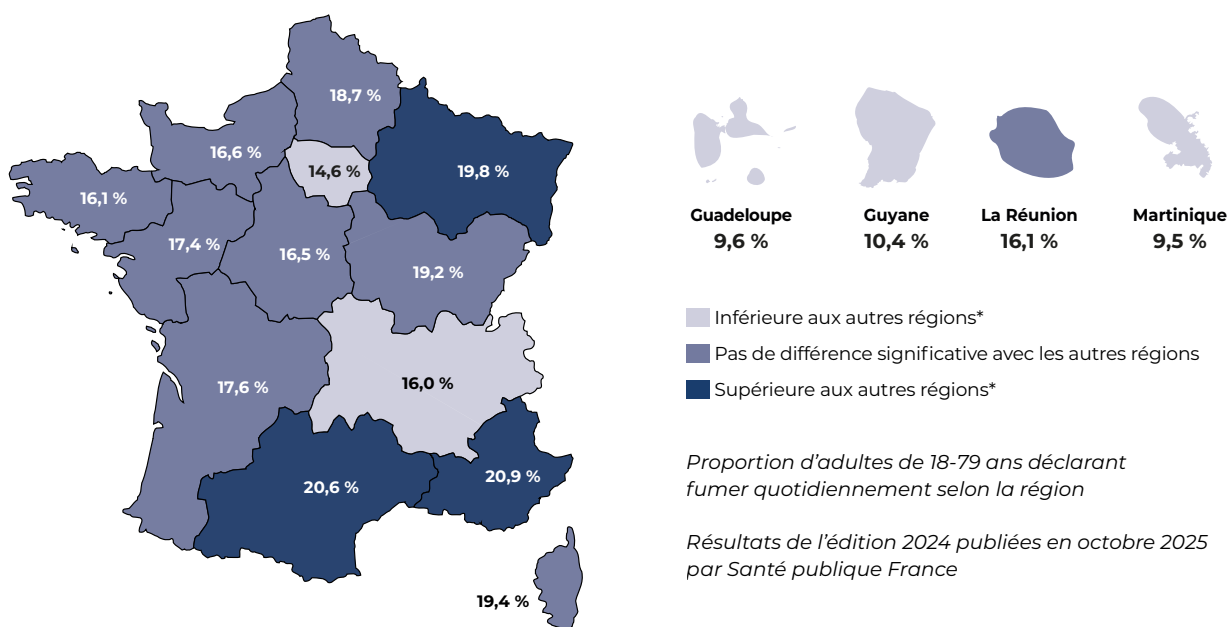 18,7 %
16,6 %
14,6 %
19,8 %
16,1 %
17,4 %
16,5 %
19,2 %
17,6 %
16,0 %
20,6 %
20,9 %
19,4 %
Guadeloupe
9,6 %
Guyane
10,4 %
La Réunion
16,1 %
Martinique
9,5 %
Inférieure aux autres régions*
Pas de différence significative avec les autres régions
Supérieure aux autres régions*
Proportion d'adultes de 18-79 ans déclarant
fumer quotidiennement selon la région
Résultats de l'édition 2024 publiées en octobre 2025
par Santé publique France